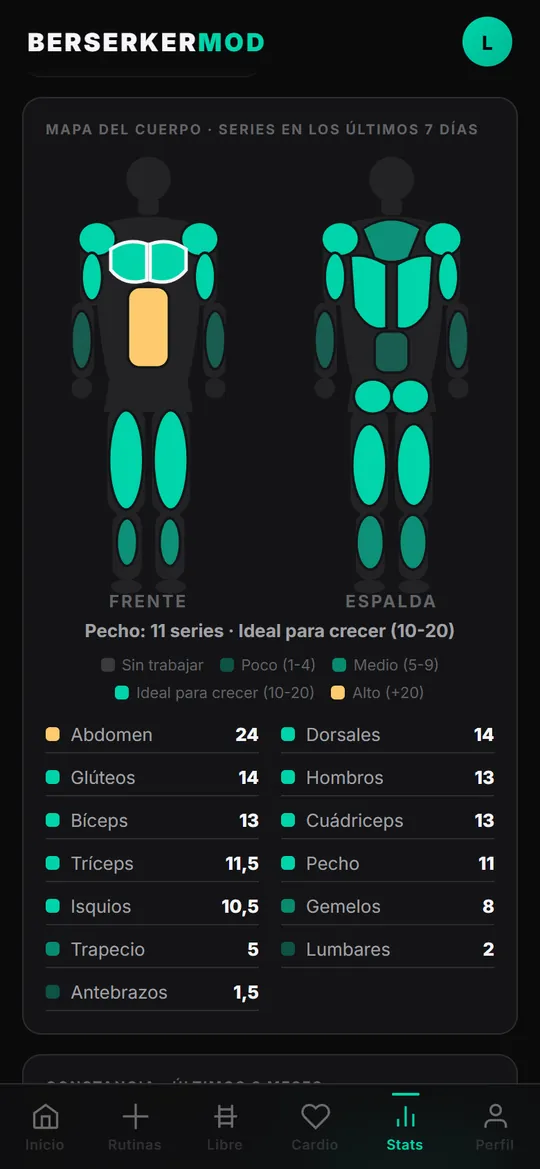 BERSERKERMOD
L
MAPA DEL CUERPO · SERIES EN LOS ÚLTIMOS 7 DÍAS
FRENTE
ESPALDA
Pecho: 11 series · Ideal para crecer (10-20)
Sin trabajar
Poco (1-4)
Medio (5-9)
Ideal para crecer (10-20)
Alto (+20)
Abdomen 24
Dorsales 14
Glúteos 14
Hombros 13
Bíceps 13
Cuádriceps 13
Tríceps 11,5
Pecho 11
Isquios 10,5
Gemelos 8
Trapecio 5
Lumbares 2
Antebrazos 1,5
Inicio
Rutinas
Libre
Cardio
Stats
Perfil